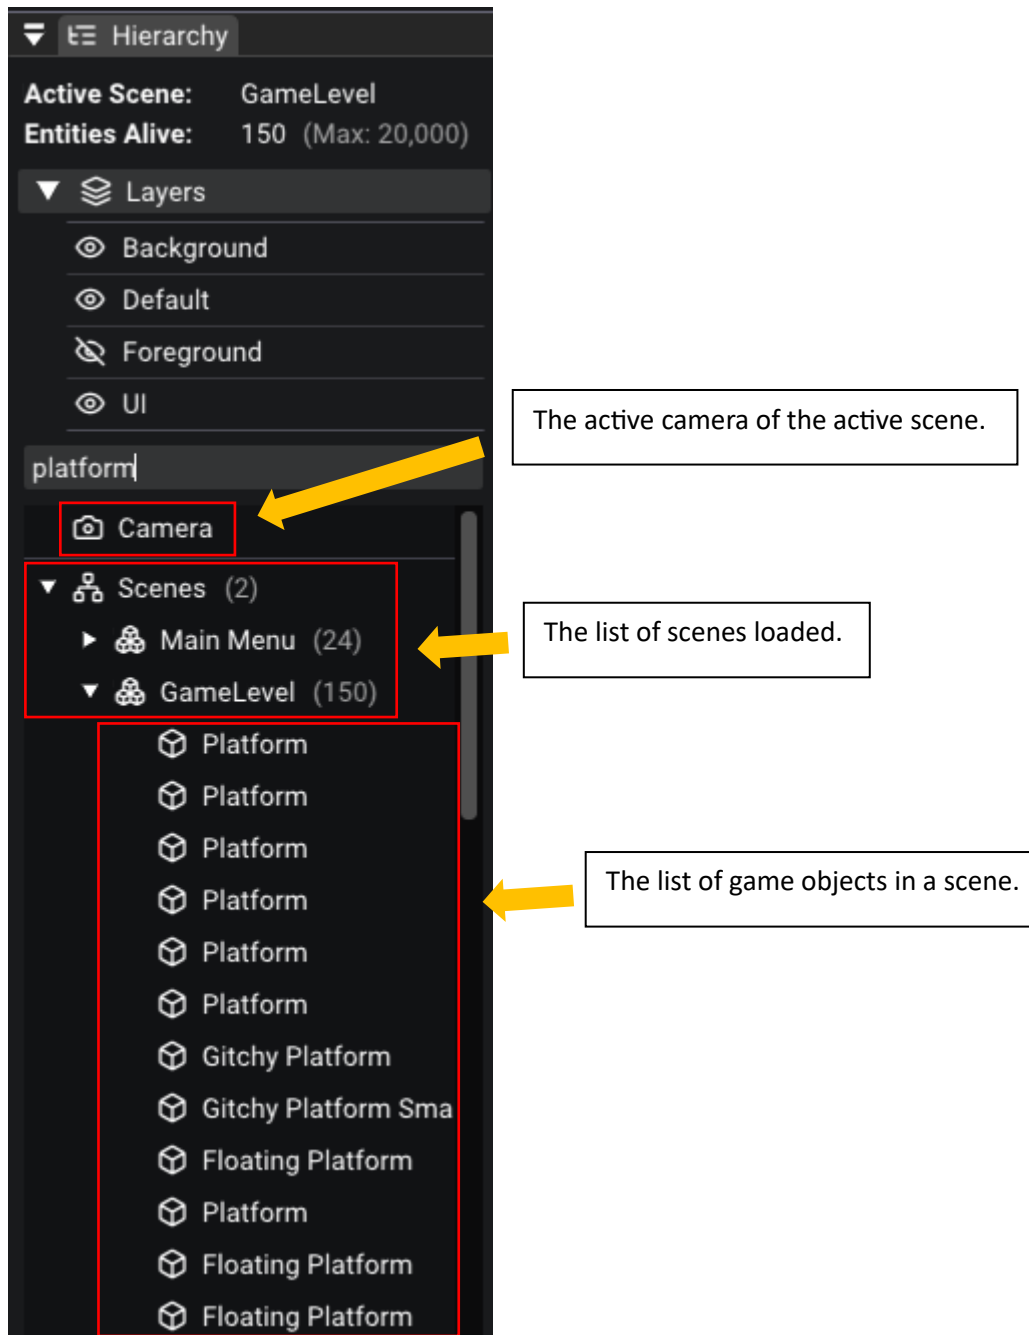 Hierarchy
Active Scene: GameLevel
Entities Alive: 150 (Max: 20,000)
Layers
Background
Default
Foreground
UI
The active camera of the active scene.
platform
Camera
Scenes (2)
The list of scenes loaded.
Main Menu (24)
GameLevel (150)
Platform
Platform
Platform
Platform
Platform
Platform
The list of game objects in a scene.
Gitchy Platform
Gitchy Platform Sma
Floating Platform
Platform
Floating Platform
Floating Platform